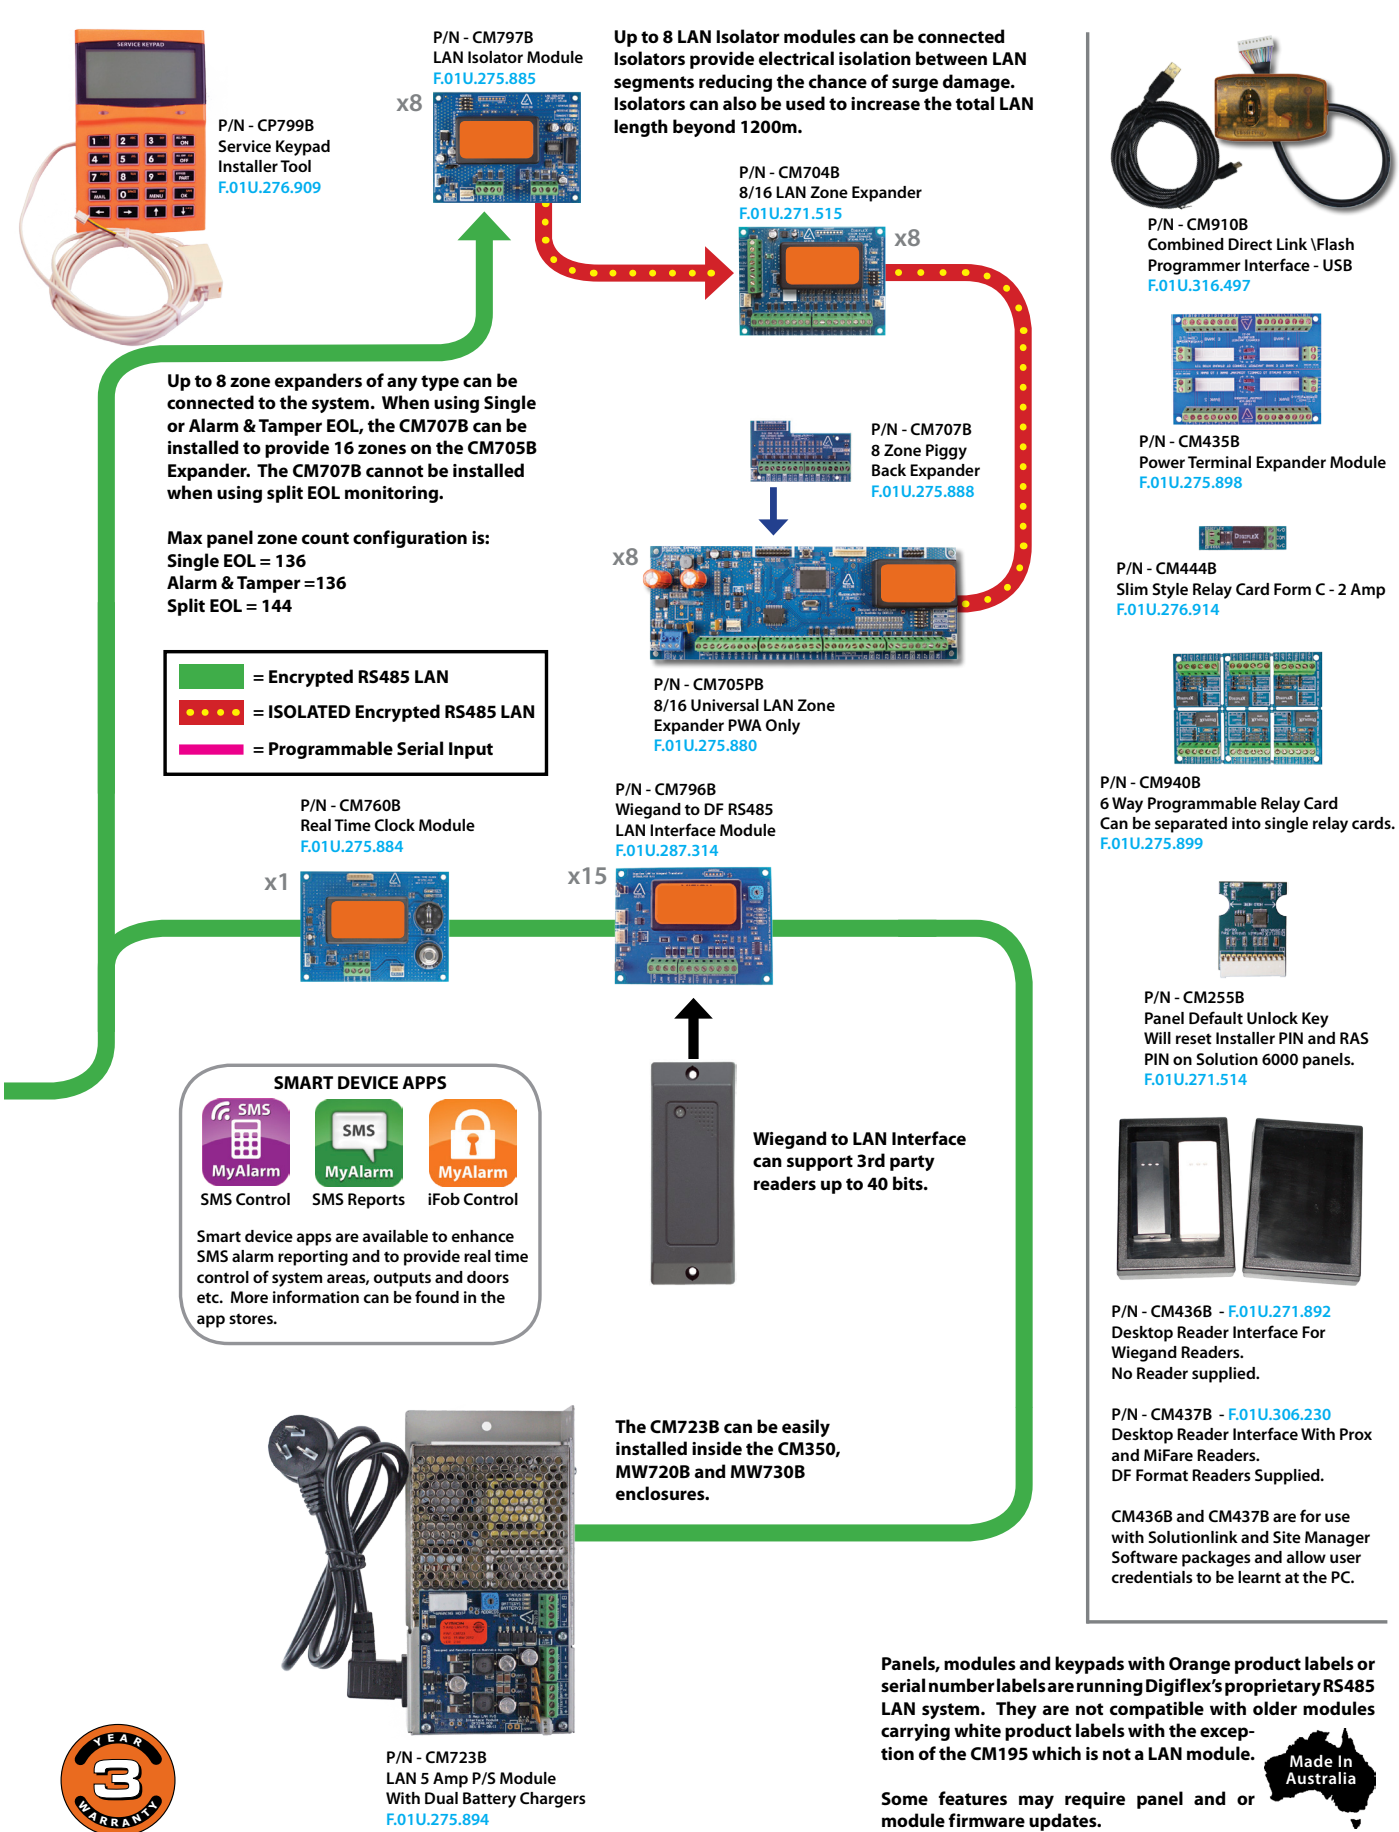 SERVICE KEYPAD
P/N - CP799B
Service Keypad
Installer Tool
F.01U.276.909
P/N - CM797B
LAN Isolator Module
F.01U.275.885
x8
Up to 8 LAN Isolator modules can be connected
Isolators provide electrical isolation between LAN
segments reducing the chance of surge damage.
Isolators can also be used to increase the total LAN
length beyond 1200m.
P/N - CM704B
8/16 LAN Zone Expander
F.01U.271.515
x8
Up to 8 zone expanders of any type can be
connected to the system.  When using Single
or Alarm & Tamper EOL, the CM707B can be
installed to provide 16 zones on the CM705B
Expander.  The CM707B cannot be installed
when using split EOL monitoring.
Max panel zone count configuration is:
Single EOL = 136
Alarm & Tamper =136
Split EOL = 144
P/N - CM707B
8 Zone Piggy
Back Expander
F.01U.275.888
x8
P/N - CM705PB
8/16 Universal LAN Zone
Expander PWA Only
F.01U.275.880
= Encrypted RS485 LAN
= ISOLATED Encrypted RS485 LAN
= Programmable Serial Input
P/N - CM760B
Real Time Clock Module
F.01U.275.884
x1
P/N - CM796B
Wiegand to DF RS485
LAN Interface Module
F.01U.287.314
x15
Wiegand to LAN Interface
can support 3rd party
readers up to 40 bits.
SMART DEVICE APPS
SMS
MyAlarm
SMS Control
SMS
MyAlarm
SMS Reports
MyAlarm
iFob Control
Smart device apps are available to enhance
SMS alarm reporting and to provide real time
control of system areas, outputs and doors
etc.  More information can be found in the
app stores.
The CM723B can be easily
installed inside the CM350,
MW720B and MW730B
enclosures.
P/N - CM723B
LAN 5 Amp P/S Module
With Dual Battery Chargers
F.01U.275.894
3
YEAR
WARRANTY
P/N - CM910B
Combined Direct Link \Flash
Programmer Interface - USB
F.01U.316.497
P/N - CM435B
Power Terminal Expander Module
F.01U.275.898
P/N - CM444B
Slim Style Relay Card Form C - 2 Amp
F.01U.276.914
P/N - CM940B
6 Way Programmable Relay Card
Can be separated into single relay cards.
F.01U.275.899
P/N - CM255B
Panel Default Unlock Key
Will reset Installer PIN and RAS
PIN on Solution 6000 panels.
F.01U.271.514
P/N - CM436B  - F.01U.271.892
Desktop Reader Interface For
Wiegand Readers.
No Reader supplied.
P/N - CM437B  - F.01U.306.230
Desktop Reader Interface With Prox
and MiFare Readers.
DF Format Readers Supplied.
CM436B and CM437B are for use
with Solutionlink and Site Manager
Software packages and allow user
credentials to be learnt at the PC.
Panels, modules and keypads with Orange product labels or
serial number labels are running Digiflex's proprietary RS485
LAN system.  They are not compatible with older modules
carrying white product labels with the excep-
tion of the CM195 which is not a LAN module.
Some features may require panel and or
module firmware updates.
Made In
Australia